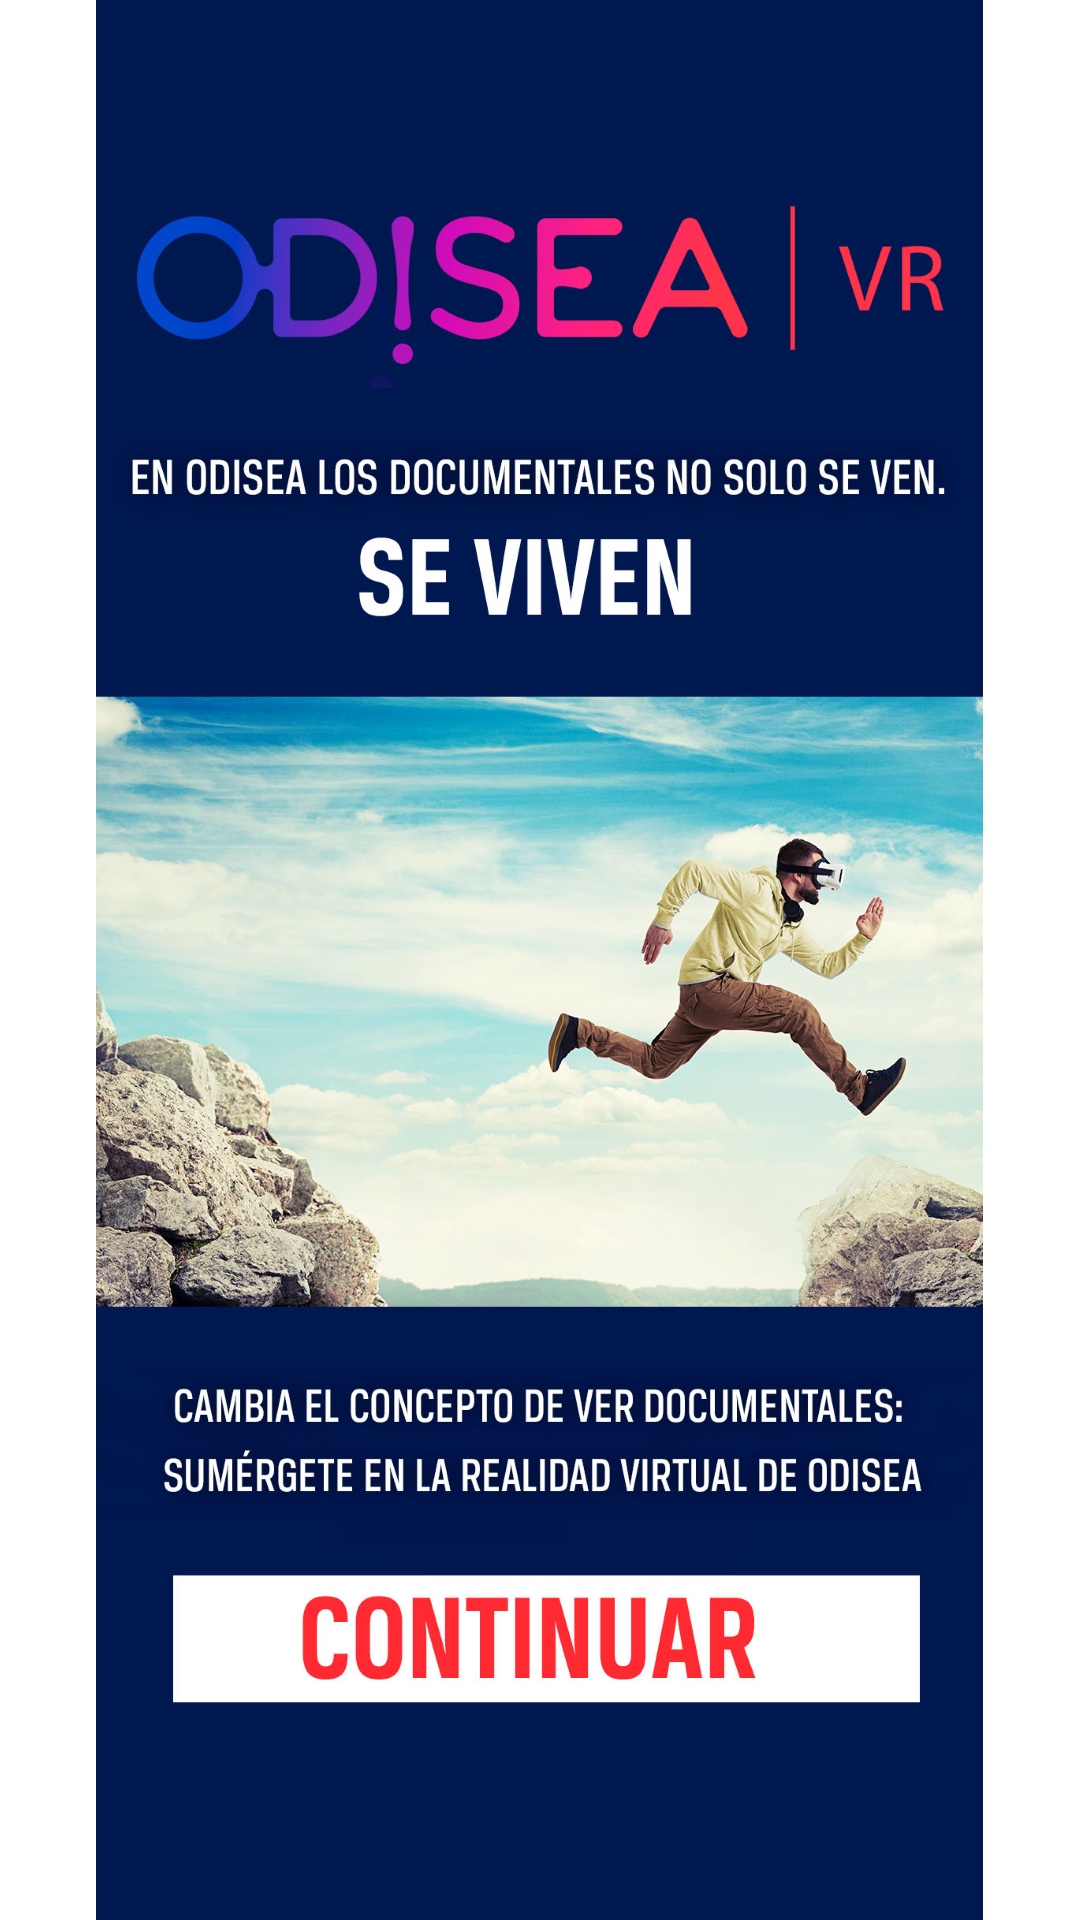 ODISEA | VR
EN ODISEA LOS DOCUMENTALES NO SOLO SE VEN.
SE VIVEN
CAMBIA EL CONCEPTO DE VER DOCUMENTALES:
SUMÉRGETE EN LA REALIDAD VIRTUAL DE ODISEA
CONTINUAR